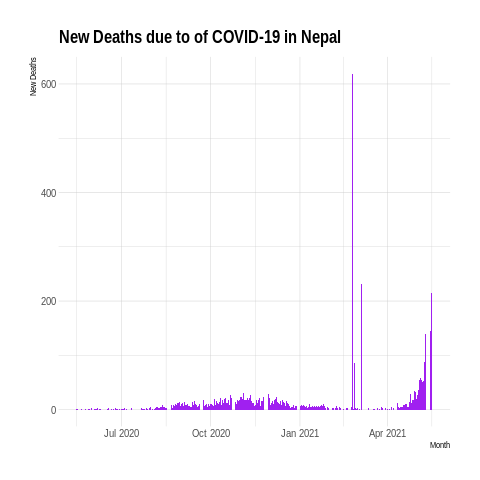 New Deaths due to of COVID-19 in Nepal
New Deaths
600
400
200
0
Jul 2020 Oct 2020 Jan 2021 Apr 2021
Month